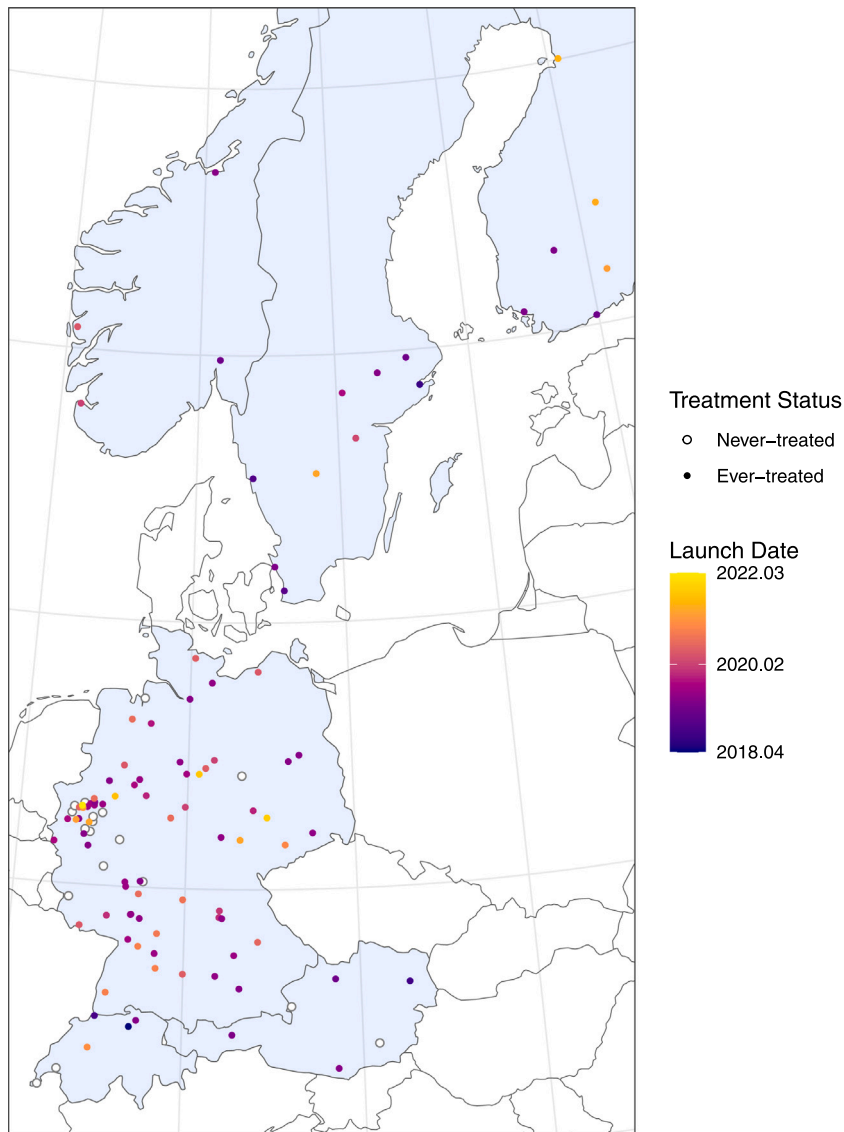 Treatment Status
Never−treated
Ever−treated
Launch Date
2022.03
2020.02
2018.04